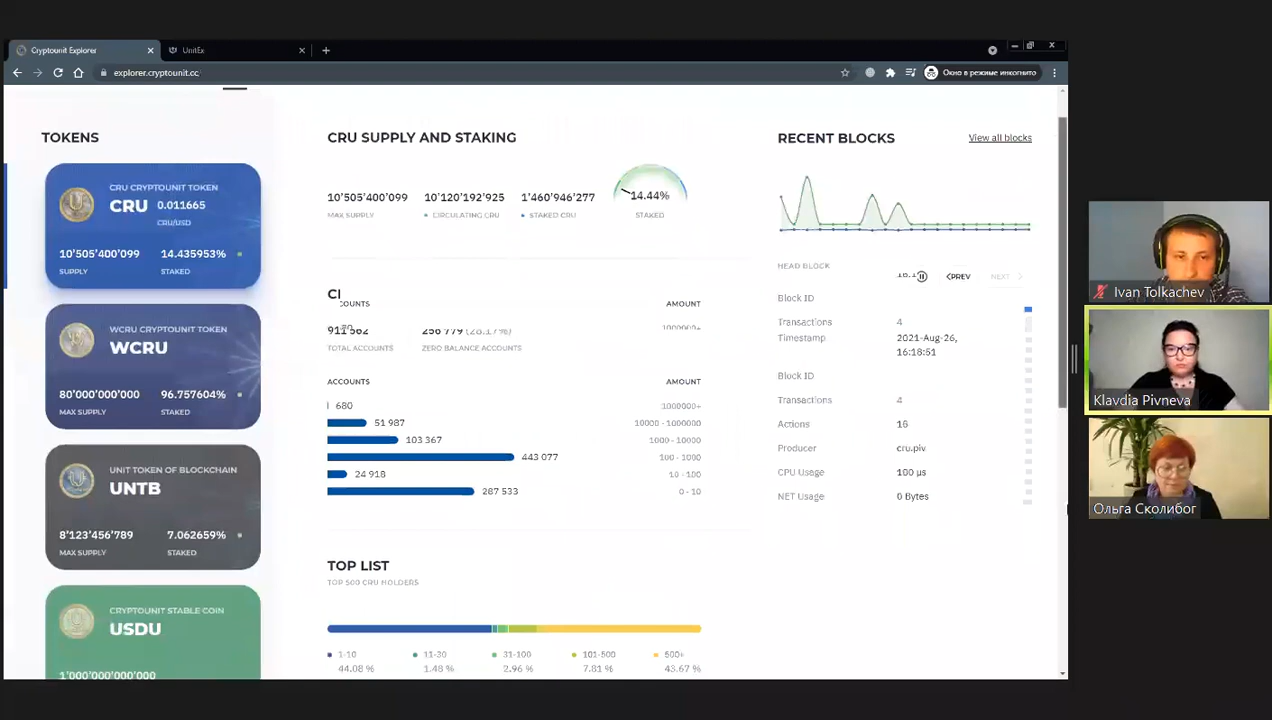 Cryptounit Explorer
UnitEx
explorer.cryptounit.cc
Окно в режиме инкогнито
TOKENS
CRU CRYPTOUNIT TOKEN
CRU 0.011665
CRU/USD
10'505'400'099 14.435953%
SUPPLY STAKED
WCRU CRYPTOUNIT TOKEN
WCRU
80'000'000'000 96.757604%
MAX SUPPLY STAKED
UNIT TOKEN OF BLOCKCHAIN
UNTB
8'123'456'789 7.062659%
MAX SUPPLY STAKED
CRYPTOUNIT STABLE COIN
USDU
1'000'000'000'000
CRU SUPPLY AND STAKING
10'505'400'099 10'120'192'925 1'460'946'277 14.44%
MAX SUPPLY CIRCULATING CRU STAKED CRU STAKED
AMOUNT
TOTAL ACCOUNTS ZERO BALANCE ACCOUNTS
ACCOUNTS AMOUNT
680 1000000+
51 987 10000 - 1000000
103 367 1000 - 10000
443 077 100 - 1000
24 918 10 - 100
287 533 0 - 10
TOP LIST
TOP 500 CRU HOLDERS
1-10 11-30 31-100 101-500 500+
44.08 % 1.48 % 2.96 % 7.81 % 43.67 %
RECENT BLOCKS View all blocks
HEAD BLOCK PREV NEXT
Block ID
Transactions 4
Timestamp 2021-Aug-26,
16:18:51
Block ID
Transactions 4
Actions 16
Producer cru.piv
CPU Usage 100 µs
NET Usage 0 Bytes
Ivan Tolkachev
Klavdia Pivneva
Ольга Сколибог